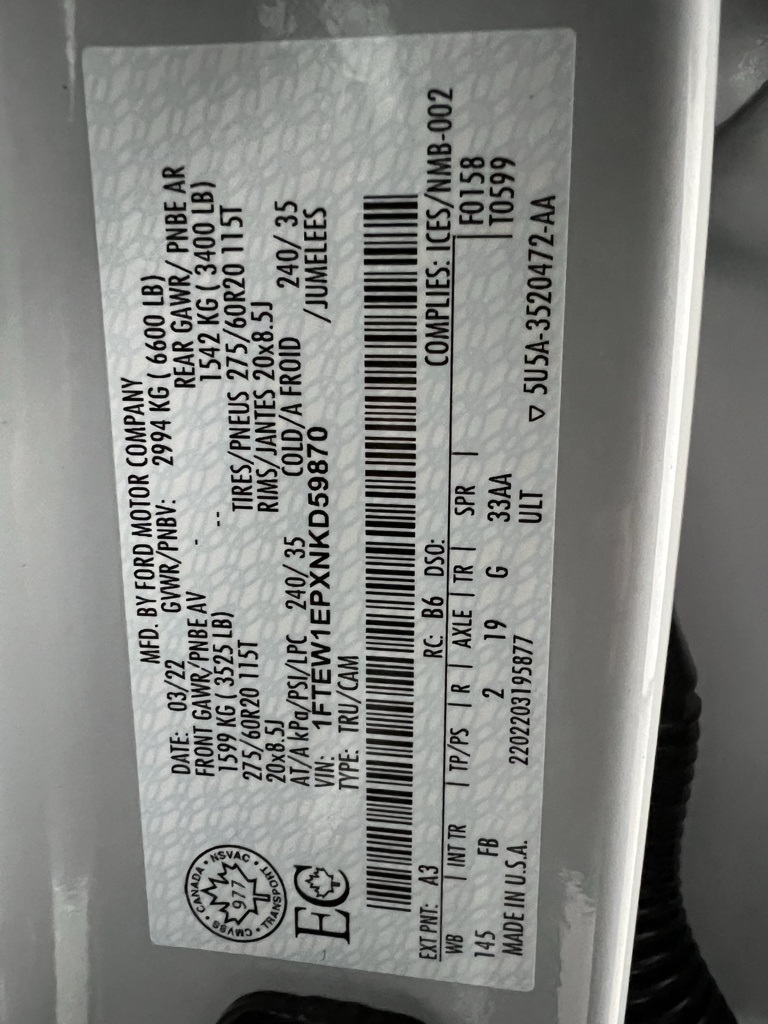 MFD. BY FORD MOTOR COMPANY
DATE: 03/22 GVWR/PNBV: 2994 KG ( 6600 LB)
FRONT GAWR/PNBE AV - REAR GAWR/ PNBE AR
1599 KG ( 3525 LB) -- 1542 KG ( 3400 LB)
275/60R20 115T TIRES/PNEUS 275/60R20 115T
20x8.5J RIMS/JANTES 20x8.5J
AT/A kPa/PSI/LPC 240/ 35 COLD/A FROID 240/ 35
VIN: 1FTEW1EPXNKD59870 /JUMELEES
TYPE: TRU/CAM
CANADA • NSVAC • TRANSPORT • CMVSS •
977
EC
EXT PNT: A3 RC: B6 DSO: COMPLIES: ICES/NMB-002
WB | INT TR | TP/PS | R | AXLE | TR | SPR | F0158
145 FB 2 19 G 33AA T0599
MADE IN U.S.A. 2202203195877 ULT ▽ 5U5A-3520472-AA